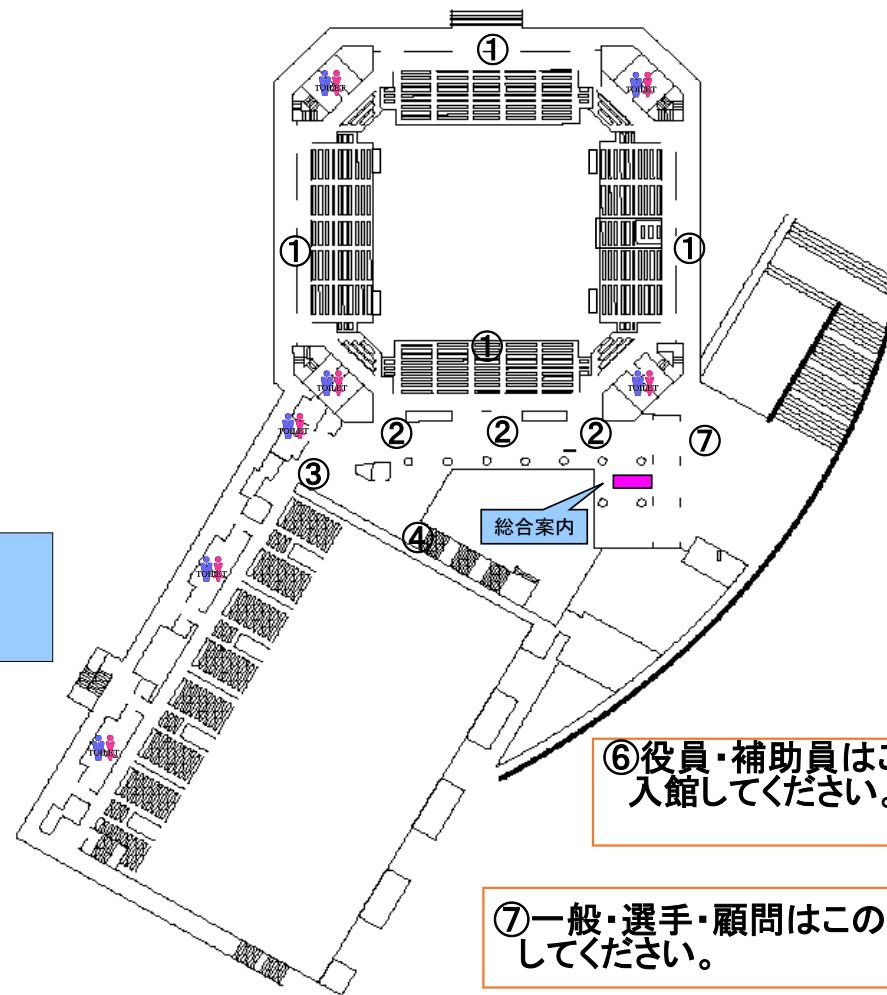 ①
TOILET
TOILET
①
①
①
TOILET
TOILET
TOILET
②
②
②
⑦
③
④
総合案内
TOILET
TOILET
⑥役員・補助員はこ
入館してください。
⑦一般・選手・顧問はこの
してください。